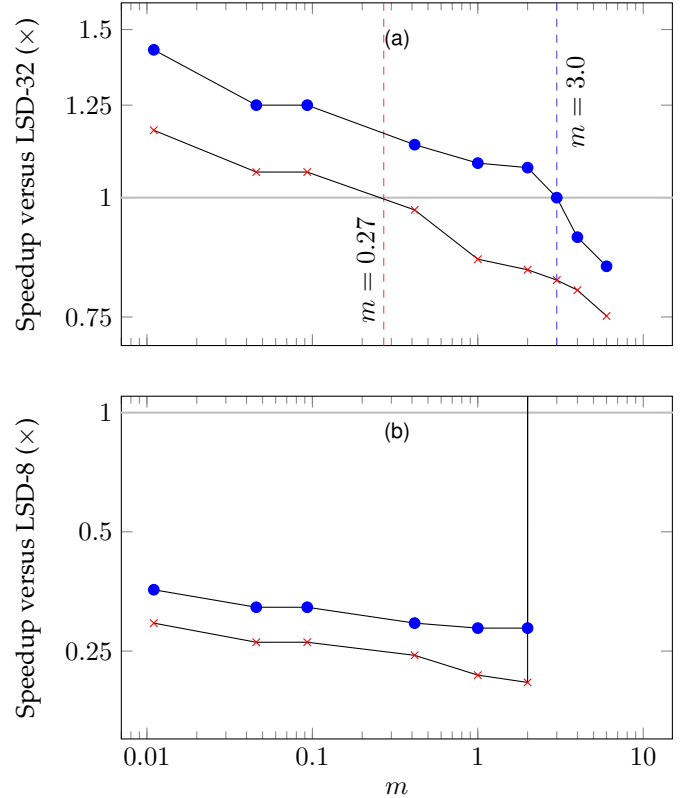 Speedup versus LSD-32 (×)
1.5
1.25
1
0.75
(a)
m = 0.27
m = 3.0
Speedup versus LSD-8 (×)
1
0.5
0.25
(b)
0.01
0.1
1
10
m